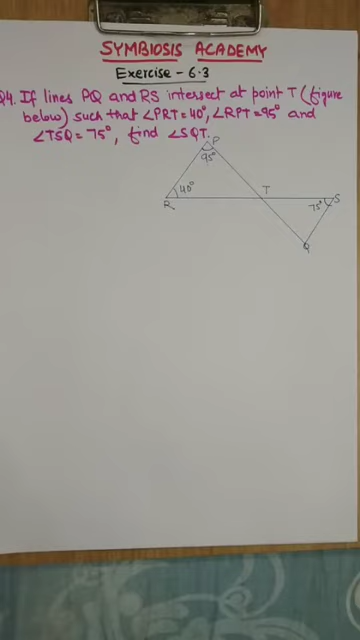 SYMBIOSIS ACADEMY
Exercise - 6.3
Q4. If lines PQ and RS intersect at point T (figure
below) such that ∠PRT = 40°, ∠RPT = 95° and
∠TSQ = 75°, find ∠SQT.
P
95°
40°
T
R
75°
S
Q